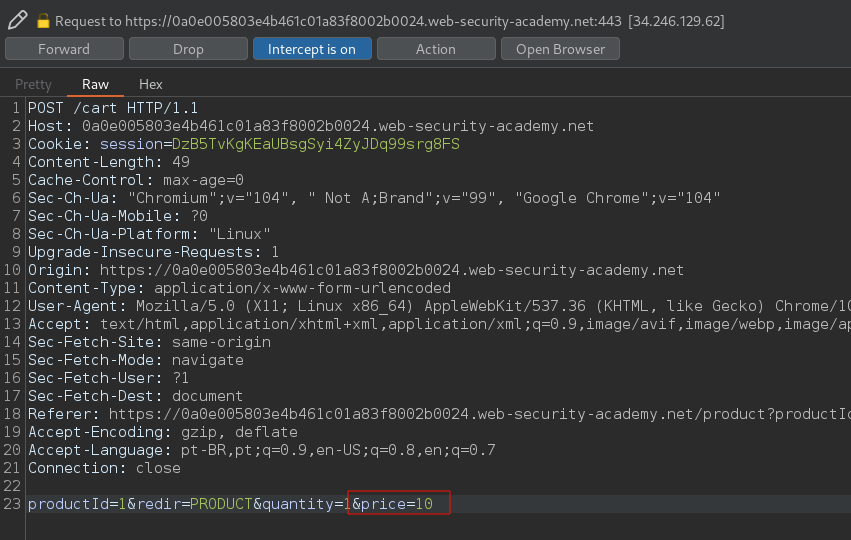 Request to https://0a0e005803e4b461c01a83f8002b0024.web-security-academy.net:443 [34.246.129.62]
Forward Drop Intercept is on Action Open Browser
Pretty Raw Hex
1 POST /cart HTTP/1.1
2 Host: 0a0e005803e4b461c01a83f8002b0024.web-security-academy.net
3 Cookie: session=DzB5TvKgKEaUBsgSyi4ZyJDq99srg8FS
4 Content-Length: 49
5 Cache-Control: max-age=0
6 Sec-Ch-Ua: "Chromium";v="104", " Not A;Brand";v="99", "Google Chrome";v="104"
7 Sec-Ch-Ua-Mobile: ?0
8 Sec-Ch-Ua-Platform: "Linux"
9 Upgrade-Insecure-Requests: 1
10 Origin: https://0a0e005803e4b461c01a83f8002b0024.web-security-academy.net
11 Content-Type: application/x-www-form-urlencoded
12 User-Agent: Mozilla/5.0 (X11; Linux x86_64) AppleWebKit/537.36 (KHTML, like Gecko) Chrome/10
13 Accept: text/html,application/xhtml+xml,application/xml;q=0.9,image/avif,image/webp,image/ap
14 Sec-Fetch-Site: same-origin
15 Sec-Fetch-Mode: navigate
16 Sec-Fetch-User: ?1
17 Sec-Fetch-Dest: document
18 Referer: https://0a0e005803e4b461c01a83f8002b0024.web-security-academy.net/product?productId
19 Accept-Encoding: gzip, deflate
20 Accept-Language: pt-BR,pt;q=0.9,en-US;q=0.8,en;q=0.7
21 Connection: close
22
23 productId=1&redir=PRODUCT&quantity=1&price=10